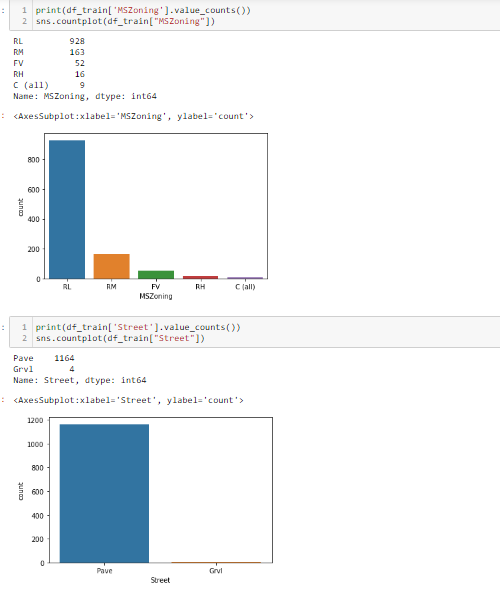 1 print(df_train['MSZoning'].value_counts())
2 sns.countplot(df_train["MSZoning"])
RL 928
RM 163
FV 52
RH 16
C (all) 9
Name: MSZoning, dtype: int64
: <AxesSubplot:xlabel='MSZoning', ylabel='count'>
800
600
400
200
0
count
RL RM FV RH C (all)
MSZoning
1 print(df_train['Street'].value_counts())
2 sns.countplot(df_train["Street"])
Pave 1164
Grvl 4
Name: Street, dtype: int64
: <AxesSubplot:xlabel='Street', ylabel='count'>
1200
1000
800
600
400
200
0
count
Pave Grvl
Street